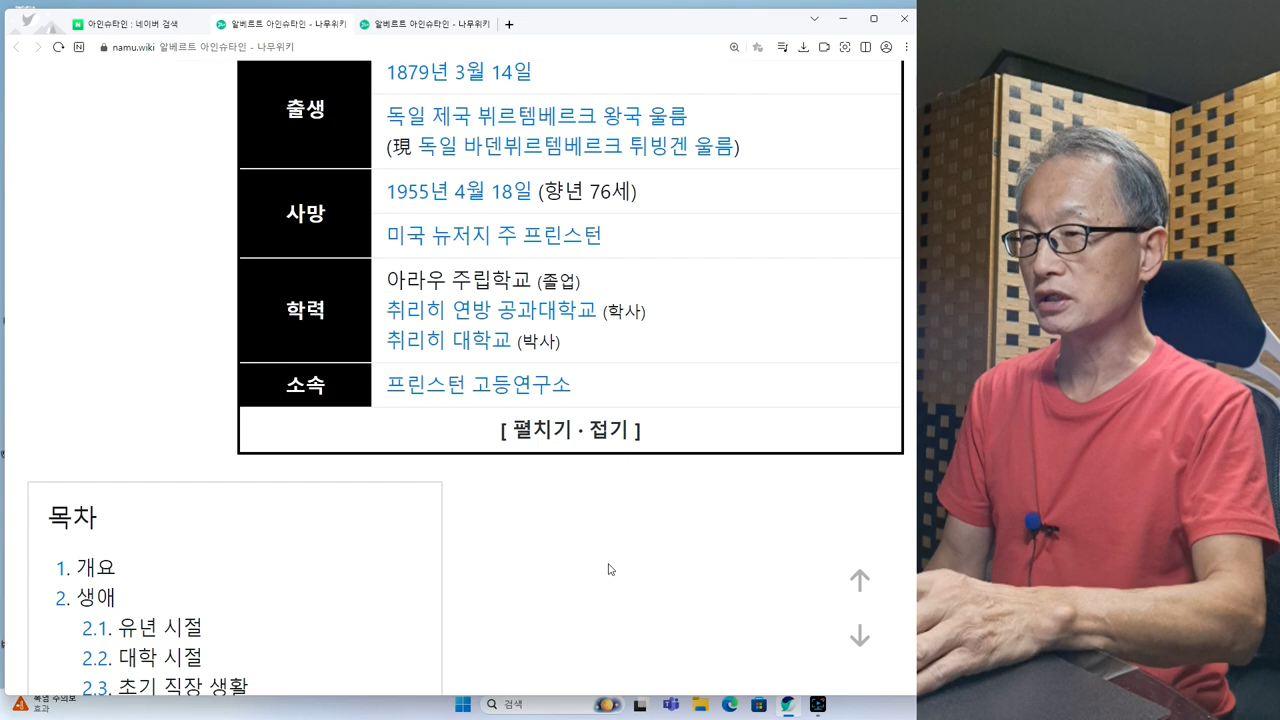 아인슈타인 : 네이버 검색
알베르트 아인슈타인 - 나무위키
알베르트 아인슈타인 - 나무위키
namu.wiki 알베르트 아인슈타인 - 나무위키
출생
1879년 3월 14일
독일 제국 뷔르템베르크 왕국 울름
(現 독일 바덴뷔르템베르크 튀빙겐 울름)
사망
1955년 4월 18일 (향년 76세)
미국 뉴저지 주 프린스턴
학력
아라우 주립학교 (졸업)
취리히 연방 공과대학교 (학사)
취리히 대학교 (박사)
소속
프린스턴 고등연구소
[ 펼치기 · 접기 ]
목차
1. 개요
2. 생애
2.1. 유년 시절
2.2. 대학 시절
2.3. 초기 직장 생활
효과
검색